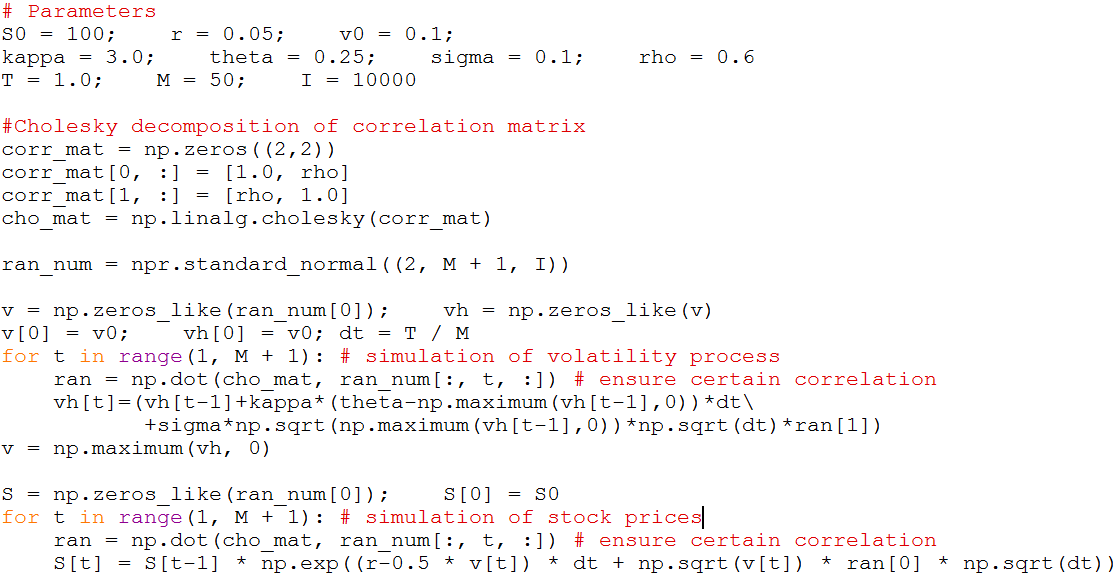 # Parameters
S0 = 100;    r = 0.05;    v0 = 0.1;
kappa = 3.0;    theta = 0.25;    sigma = 0.1;    rho = 0.6
T = 1.0;    M = 50;    I = 10000
#Cholesky decomposition of correlation matrix
corr_mat = np.zeros((2,2))
corr_mat[0, :] = [1.0, rho]
corr_mat[1, :] = [rho, 1.0]
cho_mat = np.linalg.cholesky(corr_mat)
ran_num = npr.standard_normal((2, M + 1, I))
v = np.zeros_like(ran_num[0]);    vh = np.zeros_like(v)
v[0] = v0;    vh[0] = v0; dt = T / M
for t in range(1, M + 1): # simulation of volatility process
    ran = np.dot(cho_mat, ran_num[:, t, :]) # ensure certain correlation
    vh[t]=(vh[t-1]+kappa*(theta-np.maximum(vh[t-1],0))*dt\
           +sigma*np.sqrt(np.maximum(vh[t-1],0))*np.sqrt(dt)*ran[1])
v = np.maximum(vh, 0)
S = np.zeros_like(ran_num[0]);    S[0] = S0
for t in range(1, M + 1): # simulation of stock prices
    ran = np.dot(cho_mat, ran_num[:, t, :]) # ensure certain correlation
    S[t] = S[t-1] * np.exp((r-0.5 * v[t]) * dt + np.sqrt(v[t]) * ran[0] * np.sqrt(dt))